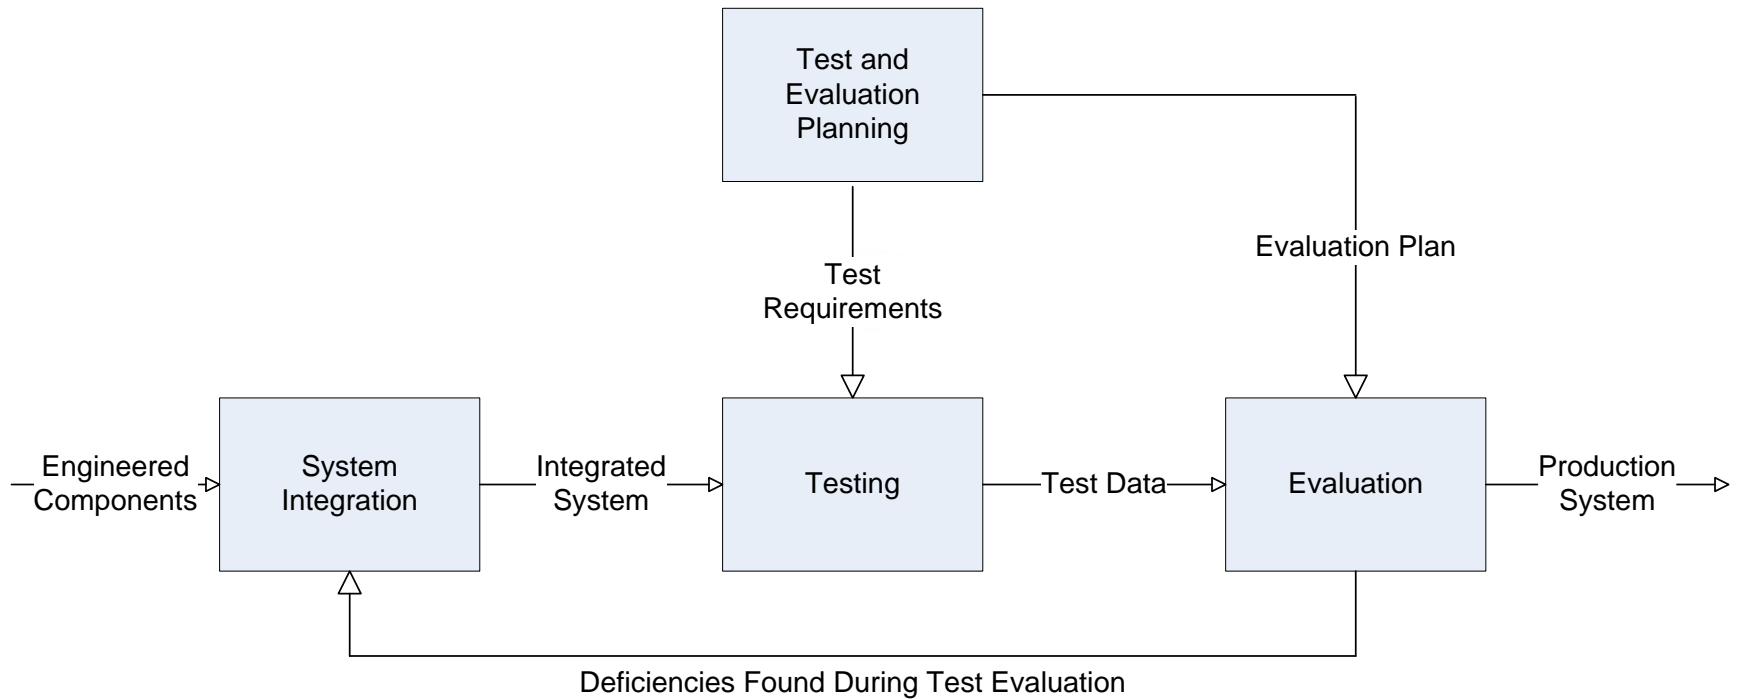 Test and
Evaluation
Planning
Evaluation Plan
Test
Requirements
Engineered
Components
System
Integration
Integrated
System
Testing
Test Data
Evaluation
Production
System
Deficiencies Found During Test Evaluation